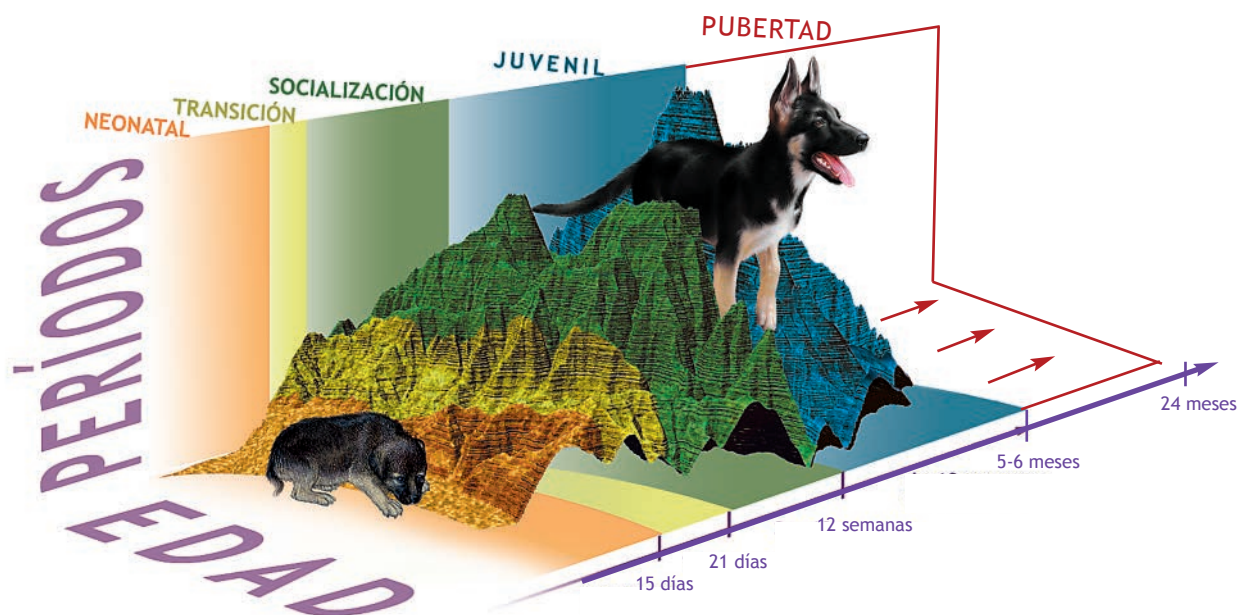 PUBERTAD
JUVENIL
SOCIALIZACIÓN
TRANSICIÓN
NEONATAL
PERÍODOS
EDAD
15 días
21 días
12 semanas
5-6 meses
24 meses